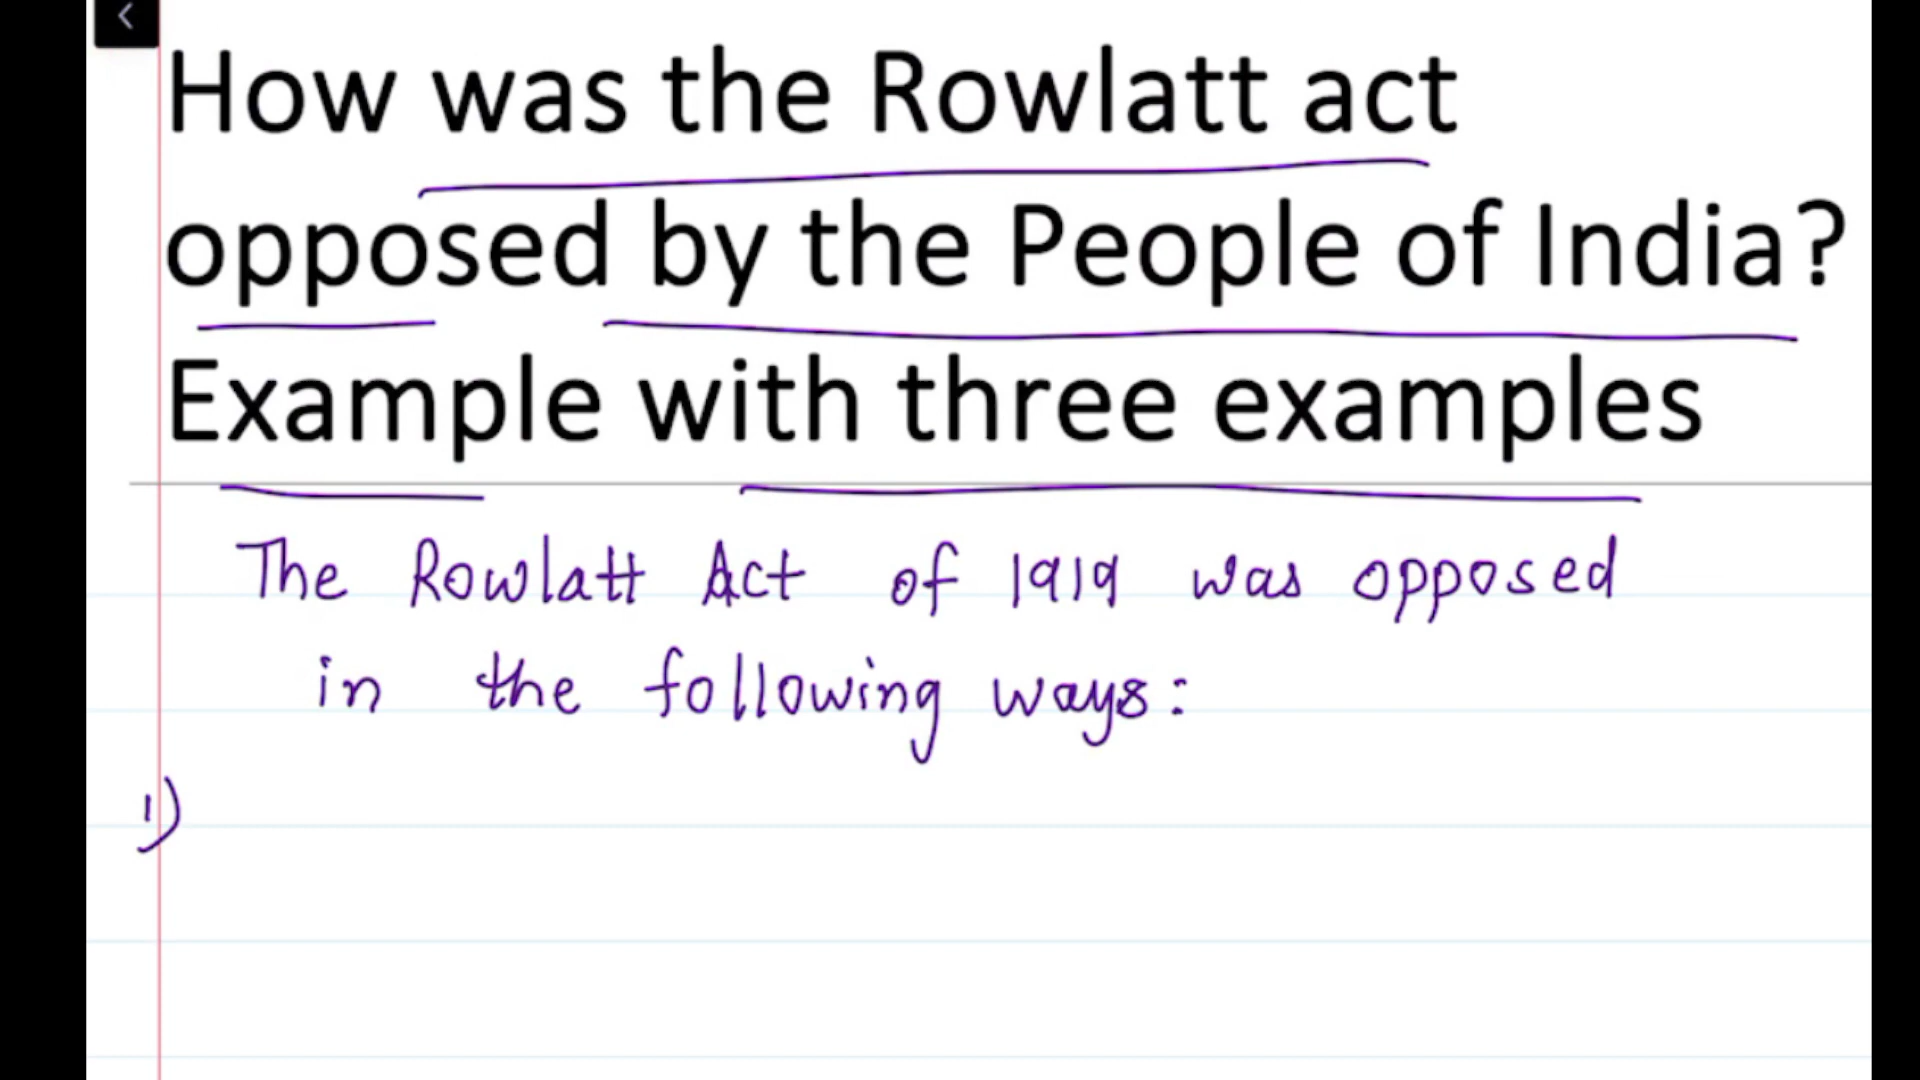 How was the Rowlatt act
opposed by the People of India?
Example with three examples
The Rowlatt Act of 1919 was opposed
in the following ways:
1)